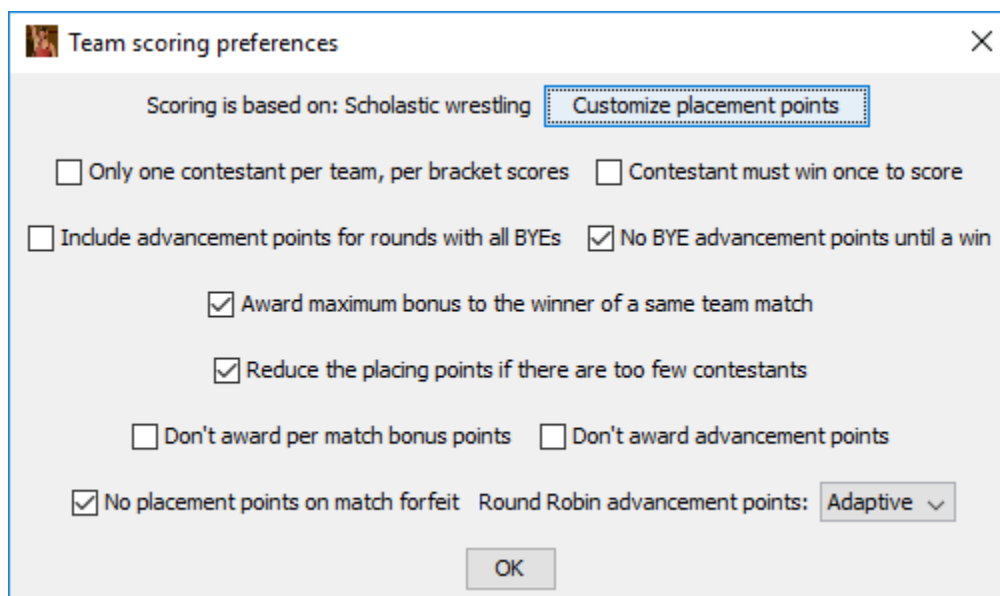 Team scoring preferences
Scoring is based on: Scholastic wrestling Customize placement points
Only one contestant per team, per bracket scores Contestant must win once to score
Include advancement points for rounds with all BYEs No BYE advancement points until a win
Award maximum bonus to the winner of a same team match
Reduce the placing points if there are too few contestants
Don't award per match bonus points Don't award advancement points
No placement points on match forfeit Round Robin advancement points: Adaptive
OK